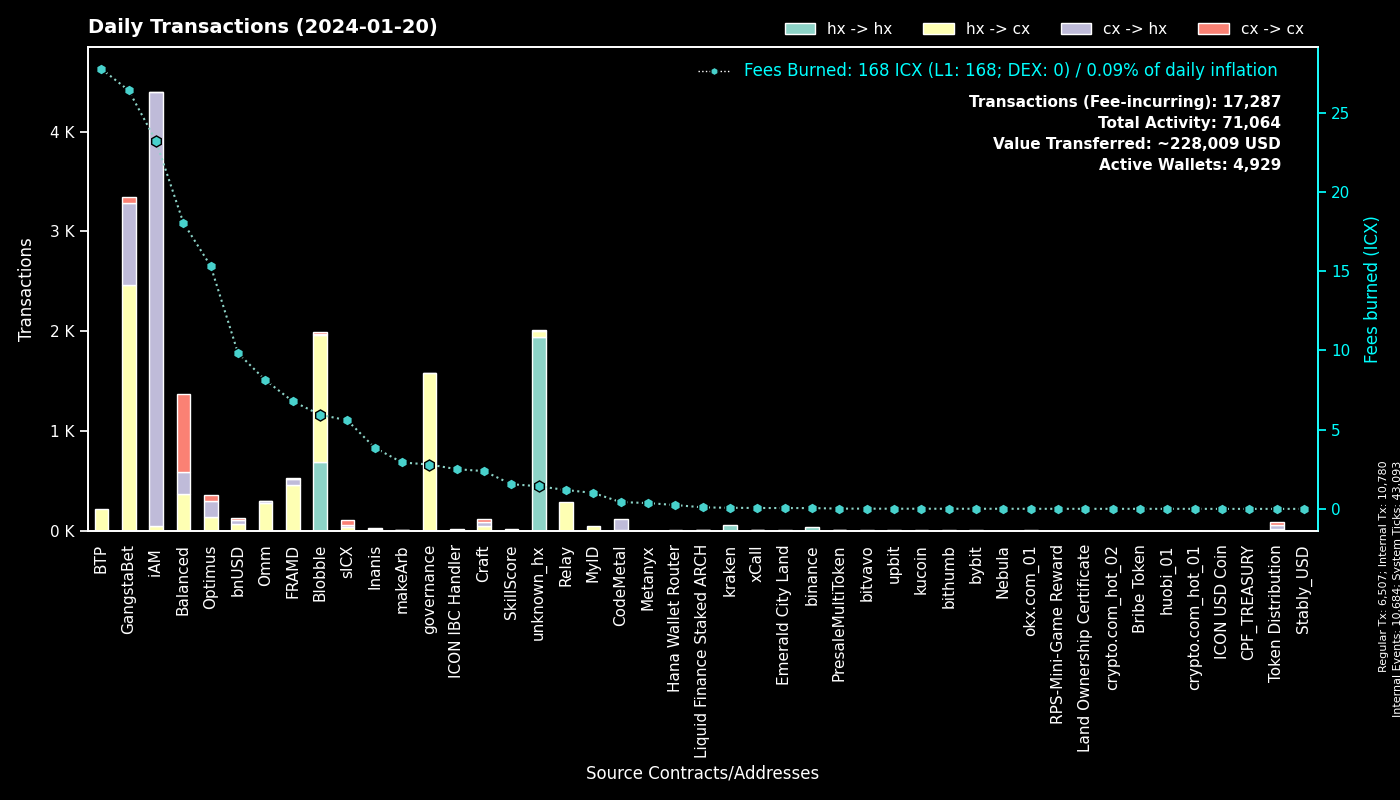 Daily Transactions (2024-01-20)
hx -> hx
hx -> cx
cx -> hx
cx -> cx
Fees Burned: 168 ICX (L1: 168; DEX: 0) / 0.09% of daily inflation
Transactions (Fee-incurring): 17,287
Total Activity: 71,064
Value Transferred: ~228,009 USD
Active Wallets: 4,929
Transactions
4 K
3 K
2 K
1 K
0 K
25
20
15
10
5
0
Fees burned (ICX)
BTP
GangstaBet
iAM
Balanced
Optimus
bnUSD
Omm
FRAMD
Blobble
sICX
Inanis
makeArb
governance
ICON IBC Handler
Craft
SkillScore
unknown_hx
Relay
MyID
CodeMetal
Metanyx
Hana Wallet Router
Liquid Finance Staked ARCH
kraken
xCall
Emerald City Land
binance
PresaleMultiToken
bitvavo
upbit
kucoin
bithumb
bybit
Nebula
okx.com_01
RPS-Mini-Game Reward
Land Ownership Certificate
crypto.com_hot_02
Bribe Token
huobi_01
crypto.com_hot_01
ICON USD Coin
CPF_TREASURY
Token Distribution
Stably_USD
Source Contracts/Addresses
Regular Tx: 6,507; Internal Tx: 10,780
Internal Events: 10,684; System Ticks: 43,093